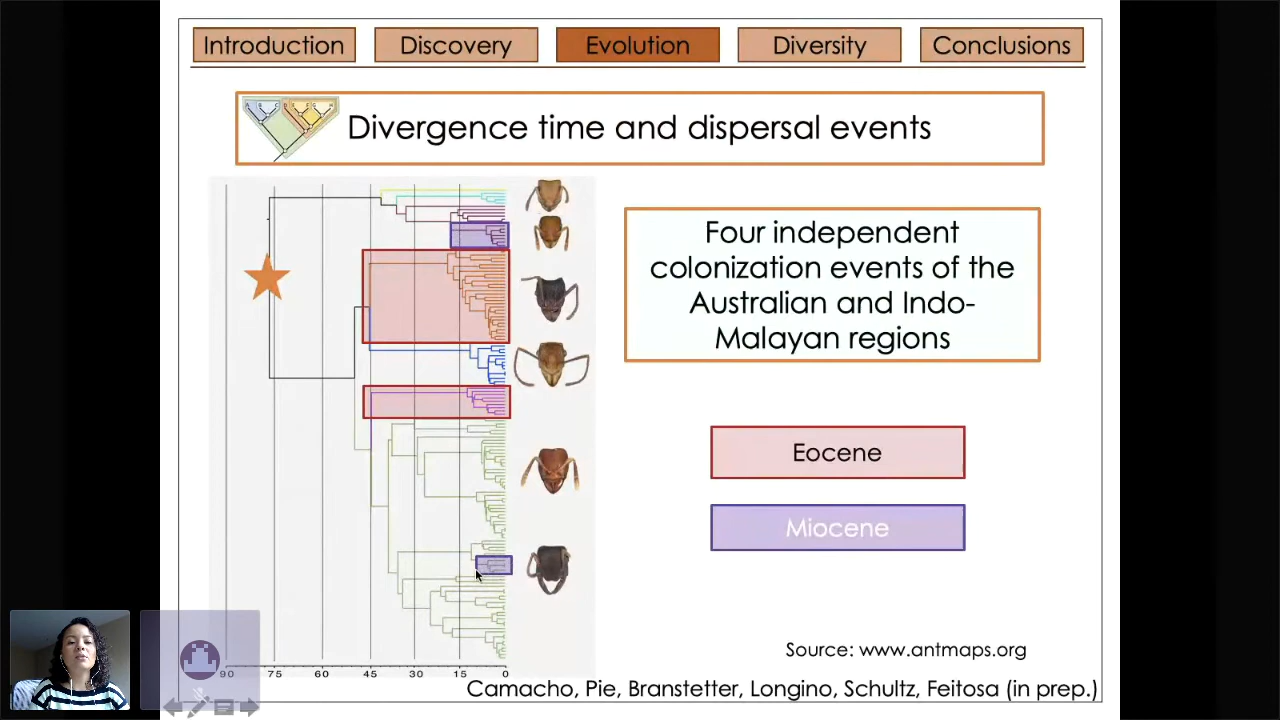 Introduction
Discovery
Evolution
Diversity
Conclusions
Divergence time and dispersal events
Four independent
colonization events of the
Australian and Indo-
Malayan regions
Eocene
Miocene
90 75 60 45 30 15 0
Source: www.antmaps.org
Camacho, Pie, Branstetter, Longino, Schultz, Feitosa (in prep.)